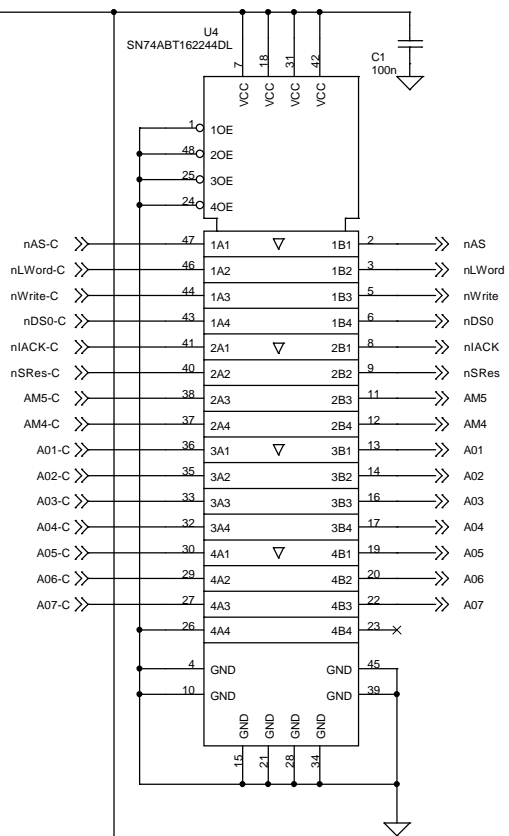 U4
SN74ABT162244DL
C1
100n
7 18 31 42
VCC VCC VCC VCC
1 1OE
48 2OE
25 3OE
24 4OE
nAS-C 47 1A1 1B1 2 nAS
nLWord-C 46 1A2 1B2 3 nLWord
nWrite-C 44 1A3 1B3 5 nWrite
nDS0-C 43 1A4 1B4 6 nDS0
nIACK-C 41 2A1 2B1 8 nIACK
nSRes-C 40 2A2 2B2 9 nSRes
AM5-C 38 2A3 2B3 11 AM5
AM4-C 37 2A4 2B4 12 AM4
A01-C 36 3A1 3B1 13 A01
A02-C 35 3A2 3B2 14 A02
A03-C 33 3A3 3B3 16 A03
A04-C 32 3A4 3B4 17 A04
A05-C 30 4A1 4B1 19 A05
A06-C 29 4A2 4B2 20 A06
A07-C 27 4A3 4B3 22 A07
26 4A4 4B4 23
4 GND GND 45
10 GND GND 39
GND GND GND GND
15 21 28 34